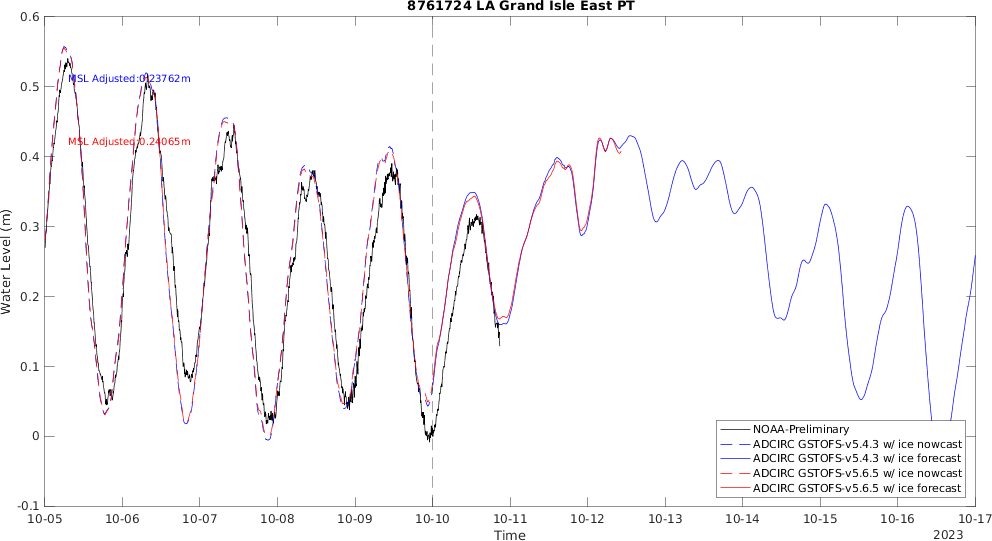 8761724 LA Grand Isle East PT
0.6
0.5
0.4
0.3
0.2
0.1
0
-0.1
Water Level (m)
MSL Adjusted:0.23762m
MSL Adjusted:0.24065m
NOAA-Preliminary
ADCIRC GSTOFS-v5.4.3 w/ ice nowcast
ADCIRC GSTOFS-v5.4.3 w/ ice forecast
ADCIRC GSTOFS-v5.6.5 w/ ice nowcast
ADCIRC GSTOFS-v5.6.5 w/ ice forecast
10-05 10-06 10-07 10-08 10-09 10-10 10-11 10-12 10-13 10-14 10-15 10-16 10-17
Time
2023